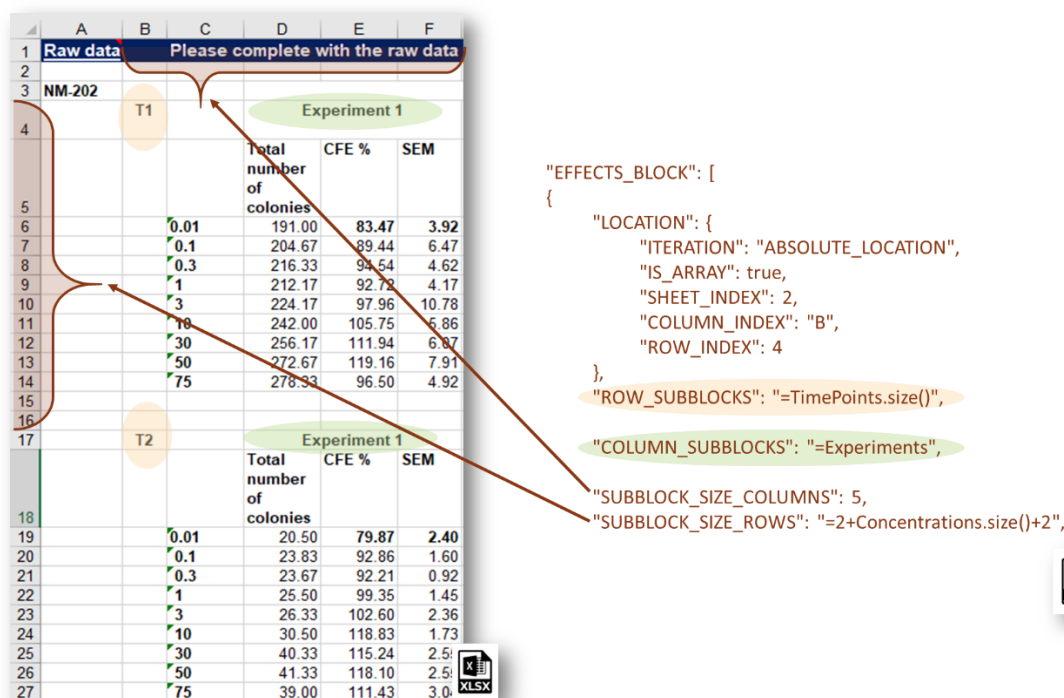 A B C D E F
1 Raw data Please complete with the raw data
2
3 NM-202
4 T1 Experiment 1
5 Total number of colonies CFE % SEM
6 0.01 191.00 83.47 3.92
7 0.1 204.67 89.44 6.47
8 0.3 216.33 94.54 4.62
9 1 212.17 92.72 4.17
10 3 224.17 97.96 10.78
11 10 242.00 105.75 5.86
12 30 256.17 111.94 6.07
13 50 272.67 119.16 7.91
14 75 278.33 96.50 4.92
15
16
17 T2 Experiment 1
18 Total number of colonies CFE % SEM
19 0.01 20.50 79.87 2.40
20 0.1 23.83 92.86 1.60
21 0.3 23.67 92.21 0.92
22 1 25.50 99.35 1.45
23 3 26.33 102.60 2.36
24 10 30.50 118.83 1.73
25 30 40.33 115.24
26 50 41.33 118.10
27 75 39.00 111.43
XLSX
"EFFECTS_BLOCK": [
{
"LOCATION": {
"ITERATION": "ABSOLUTE_LOCATION",
"IS_ARRAY": true,
"SHEET_INDEX": 2,
"COLUMN_INDEX": "B",
"ROW_INDEX": 4
},
"ROW_SUBBLOCKS": "=TimePoints.size()",
"COLUMN_SUBBLOCKS": "=Experiments",
"SUBBLOCK_SIZE_COLUMNS": 5,
"SUBBLOCK_SIZE_ROWS": "=2+Concentrations.size()+2",